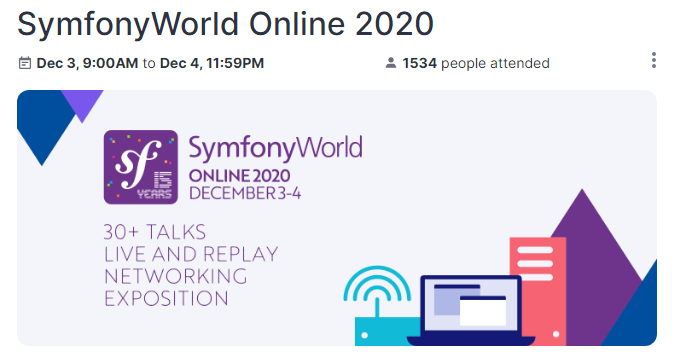 SymfonyWorld Online 2020
Dec 3, 9:00AM to Dec 4, 11:59PM
1534 people attended
sf
15
YEARS
SymfonyWorld
ONLINE 2020
DECEMBER 3-4
30+ TALKS
LIVE AND REPLAY
NETWORKING
EXPOSITION